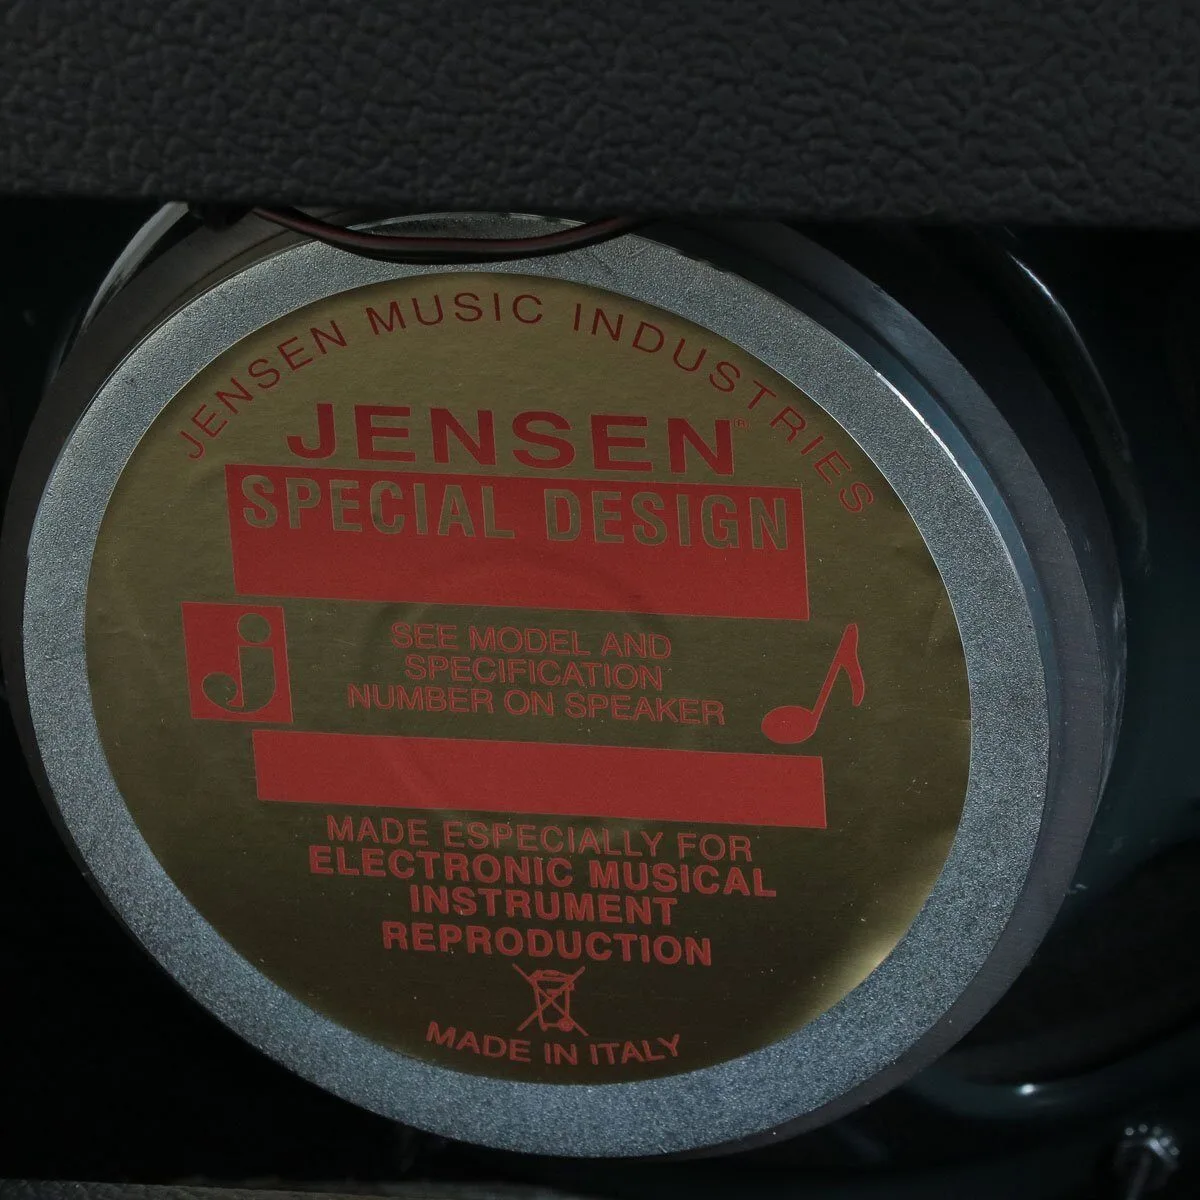 JENSEN MUSIC INDUSTRIES
JENSEN®
SPECIAL DESIGN
j
SEE MODEL AND
SPECIFICATION
NUMBER ON SPEAKER
MADE ESPECIALLY FOR
ELECTRONIC MUSICAL
INSTRUMENT
REPRODUCTION
MADE IN ITALY